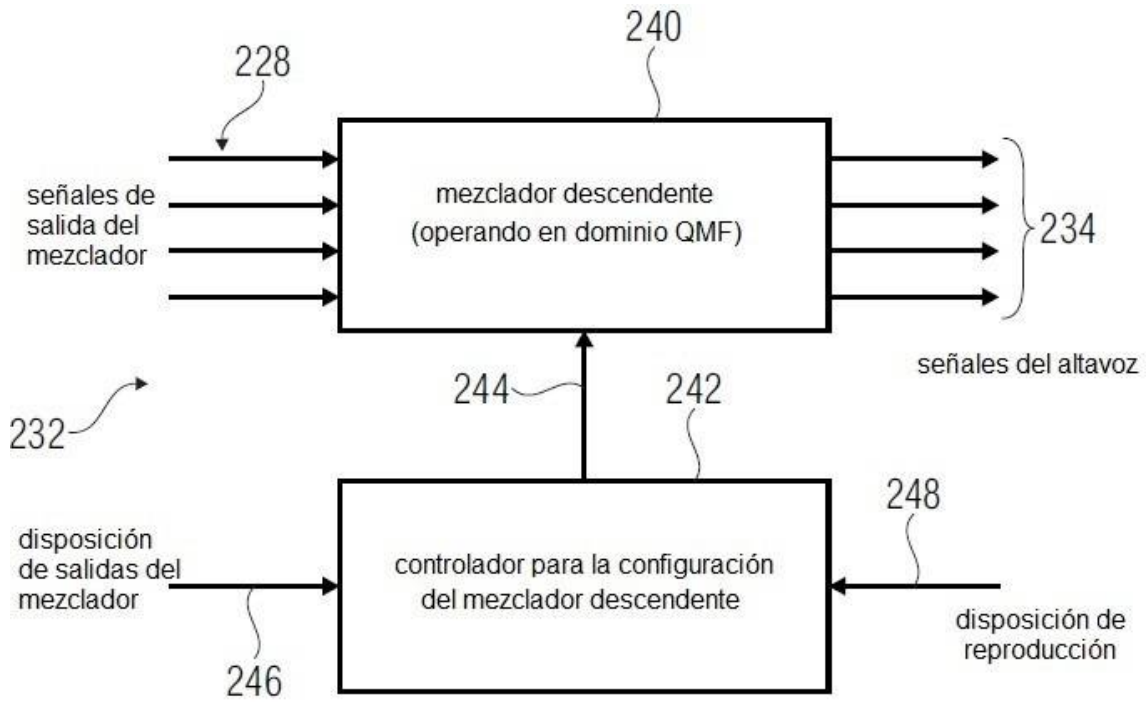 240
228
señales de
salida del
mezclador
mezclador descendente
(operando en dominio QMF)
234
señales del altavoz
244
242
232
248
disposición
de salidas del
mezclador
controlador para la configuración
del mezclador descendente
disposición de
reproducción
246